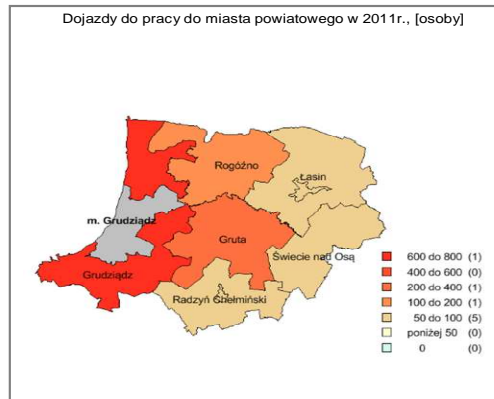 Dojazdy do pracy do miasta powiatowego w 2011r., [osoby]
Rogóźno
Łasin
m. Grudziądz
Gruta
Świecie nad Osą
Grudziądz
Radzyń Chełmiński
600 do 800 (1)
400 do 600 (0)
200 do 400 (1)
100 do 200 (1)
50 do 100 (5)
poniżej 50 (0)
0 (0)